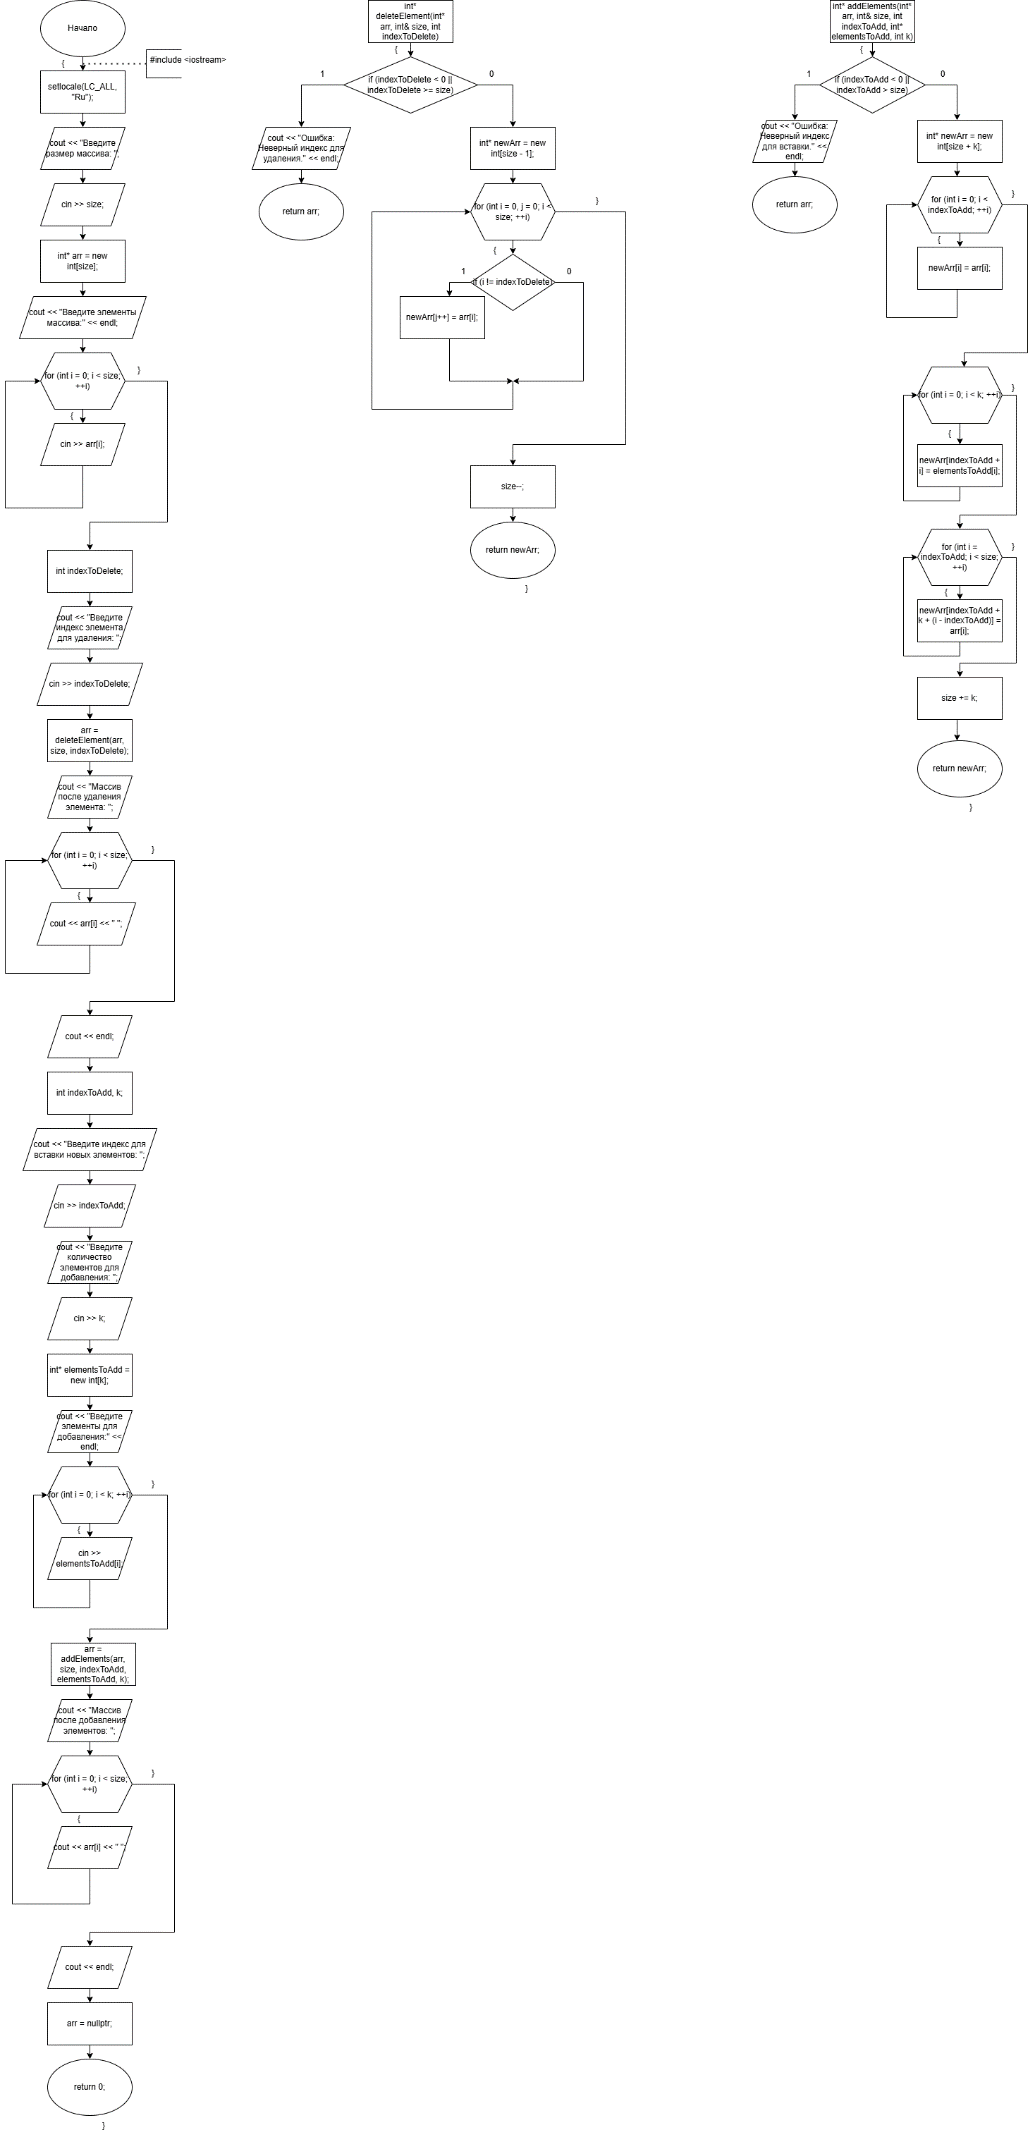 Начало
{
#include <iostream>
setlocale(LC_ALL,
"Ru");
cout << "Введите
размер массива: ";
cin >> size;
int* arr = new
int[size];
cout << "Введите элементы
массива:" << endl;
for (int i = 0; i < size;
++i)
}
{
cin >> arr[i];
int indexToDelete;
cout << "Введите
индекс элемента
для удаления: ";
cin >> indexToDelete;
arr =
deleteElement(arr,
size, indexToDelete);
cout << "Массив
после удаления
элемента: ";
for (int i = 0; i < size;
++i)
}
{
cout << arr[i] << " ";
cout << endl;
int indexToAdd, k;
cout << "Введите индекс для
вставки новых элементов: ";
cin >> indexToAdd;
cout << "Введите
количество
элементов для
добавления: ";
cin >> k;
int* elementsToAdd =
new int[k];
cout << "Введите
элементы для
добавления:" <<
endl;
for (int i = 0; i < k; ++i)
}
{
cin >>
elementsToAdd[i];
arr =
addElements(arr,
size, indexToAdd,
elementsToAdd, k);
cout << "Массив
после добавления
элементов: ";
for (int i = 0; i < size;
++i)
}
{
cout << arr[i] << " ";
cout << endl;
arr = nullptr;
return 0;
}
int*
deleteElement(int*
arr, int& size, int
indexToDelete)
{
1
if (indexToDelete < 0 ||
indexToDelete >= size)
0
cout << "Ошибка:
Неверный индекс для
удаления." << endl;
return arr;
int* newArr = new
int[size - 1];
for (int i = 0, j = 0; i <
size; ++i)
}
{
1
if (i != indexToDelete)
0
newArr[j++] = arr[i];
size--;
return newArr;
}
int* addElements(int*
arr, int& size, int
indexToAdd, int*
elementsToAdd, int k)
{
1
if (indexToAdd < 0 ||
indexToAdd > size)
0
cout << "Ошибка:
Неверный индекс
для вставки." <<
endl;
return arr;
int* newArr = new
int[size + k];
for (int i = 0; i <
indexToAdd; ++i)
}
{
newArr[i] = arr[i];
for (int i = 0; i < k; ++i)
}
{
newArr[indexToAdd +
i] = elementsToAdd[i];
for (int i =
indexToAdd; i < size;
++i)
}
{
newArr[indexToAdd +
k + (i - indexToAdd)] =
arr[i];
size += k;
return newArr;
}